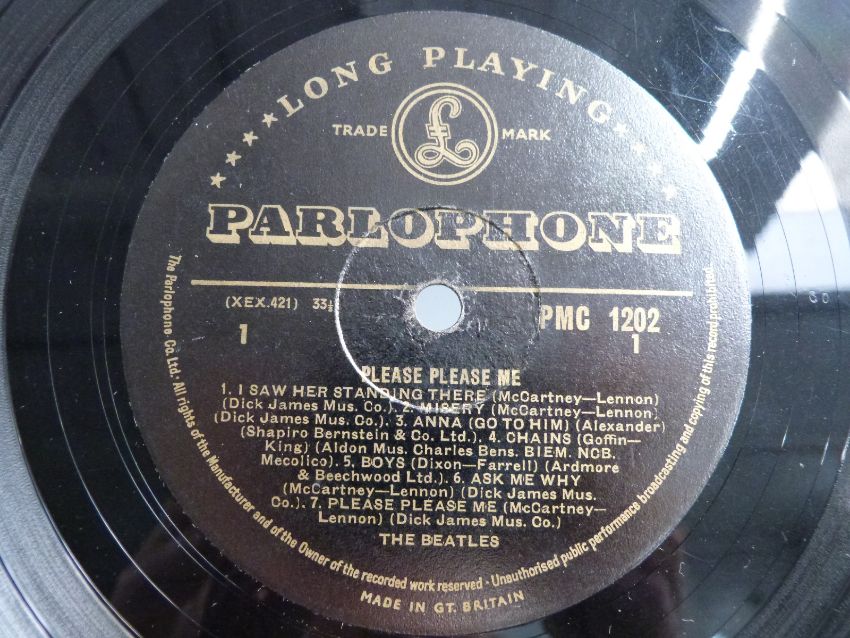 LONG PLAYING
TRADE £ MARK
PARLOPHONE
(XEX.421) 33⅓
1
PMC 1202
1
PLEASE PLEASE ME
1. I SAW HER STANDING THERE (McCartney—Lennon)
(Dick James Mus. Co.). 2. MISERY (McCartney—Lennon)
(Dick James Mus. Co.). 3. ANNA (GO TO HIM) (Alexander)
(Shapiro Bernstein & Co. Ltd.). 4. CHAINS (Goffin—
King) (Aldon Mus. Charles Bens. BIEM. NCB.
Mecolico). 5. BOYS (Dixon—Farrell) (Ardmore
& Beechwood Ltd.). 6. ASK ME WHY
(McCartney—Lennon) (Dick James Mus.
Co.). 7. PLEASE PLEASE ME (McCartney—
Lennon) (Dick James Mus. Co.)
THE BEATLES
The Parlophone Co. Ltd. · All rights of the Manufacturer and of the Owner of the recorded work reserved · Unauthorised public performance broadcasting and copying of this record prohibited.
MADE IN GT. BRITAIN